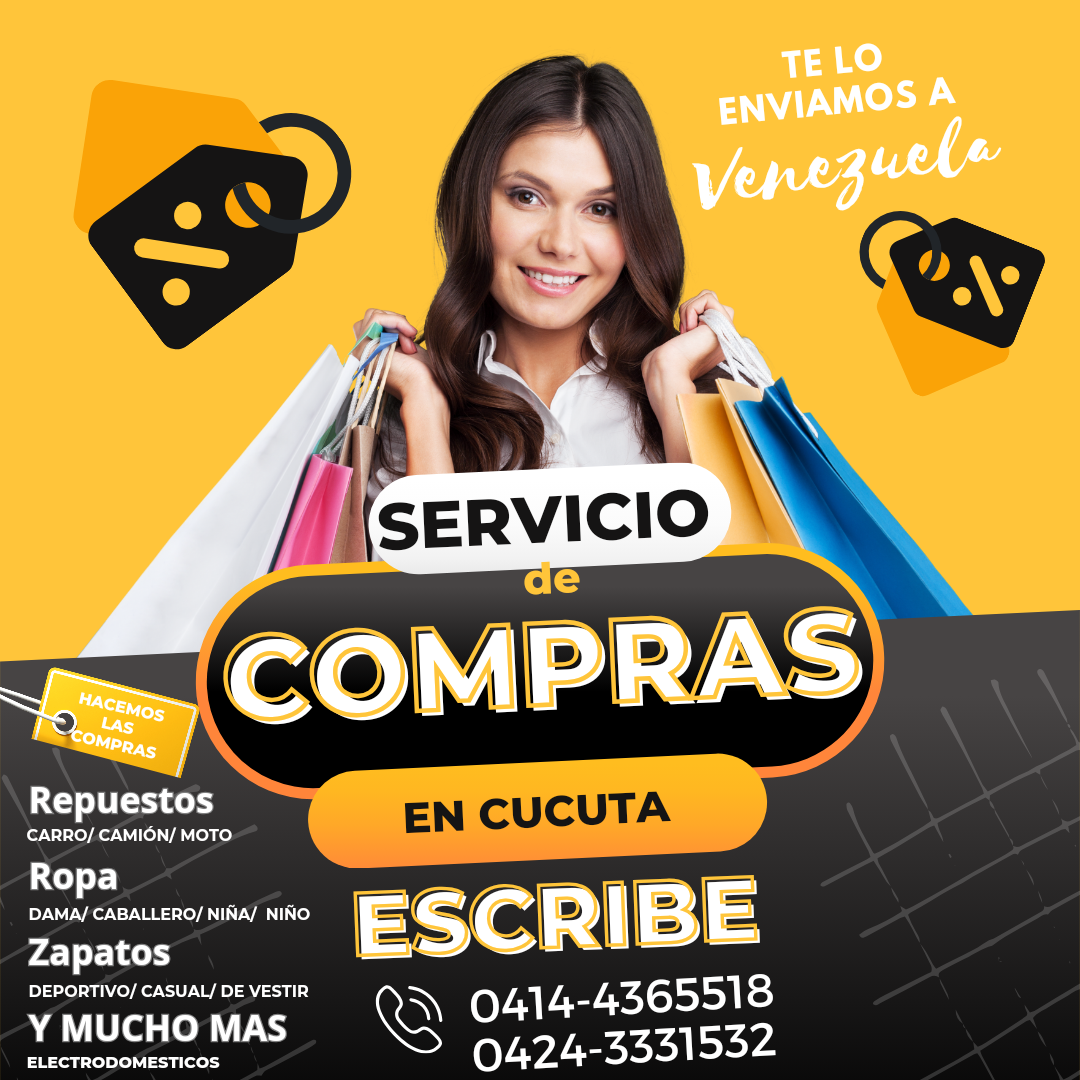 TE LO
ENVIAMOS A
Venezuela
SERVICIO
de
COMPRAS
EN CUCUTA
HACEMOS
LAS
COMPRAS
Repuestos
CARRO/ CAMIÓN/ MOTO
Ropa
DAMA/ CABALLERO/ NIÑA/ NIÑO
Zapatos
DEPORTIVO/ CASUAL/ DE VESTIR
Y MUCHO MAS
ELECTRODOMESTICOS
ESCRIBE
0414-4365518
0424-3331532